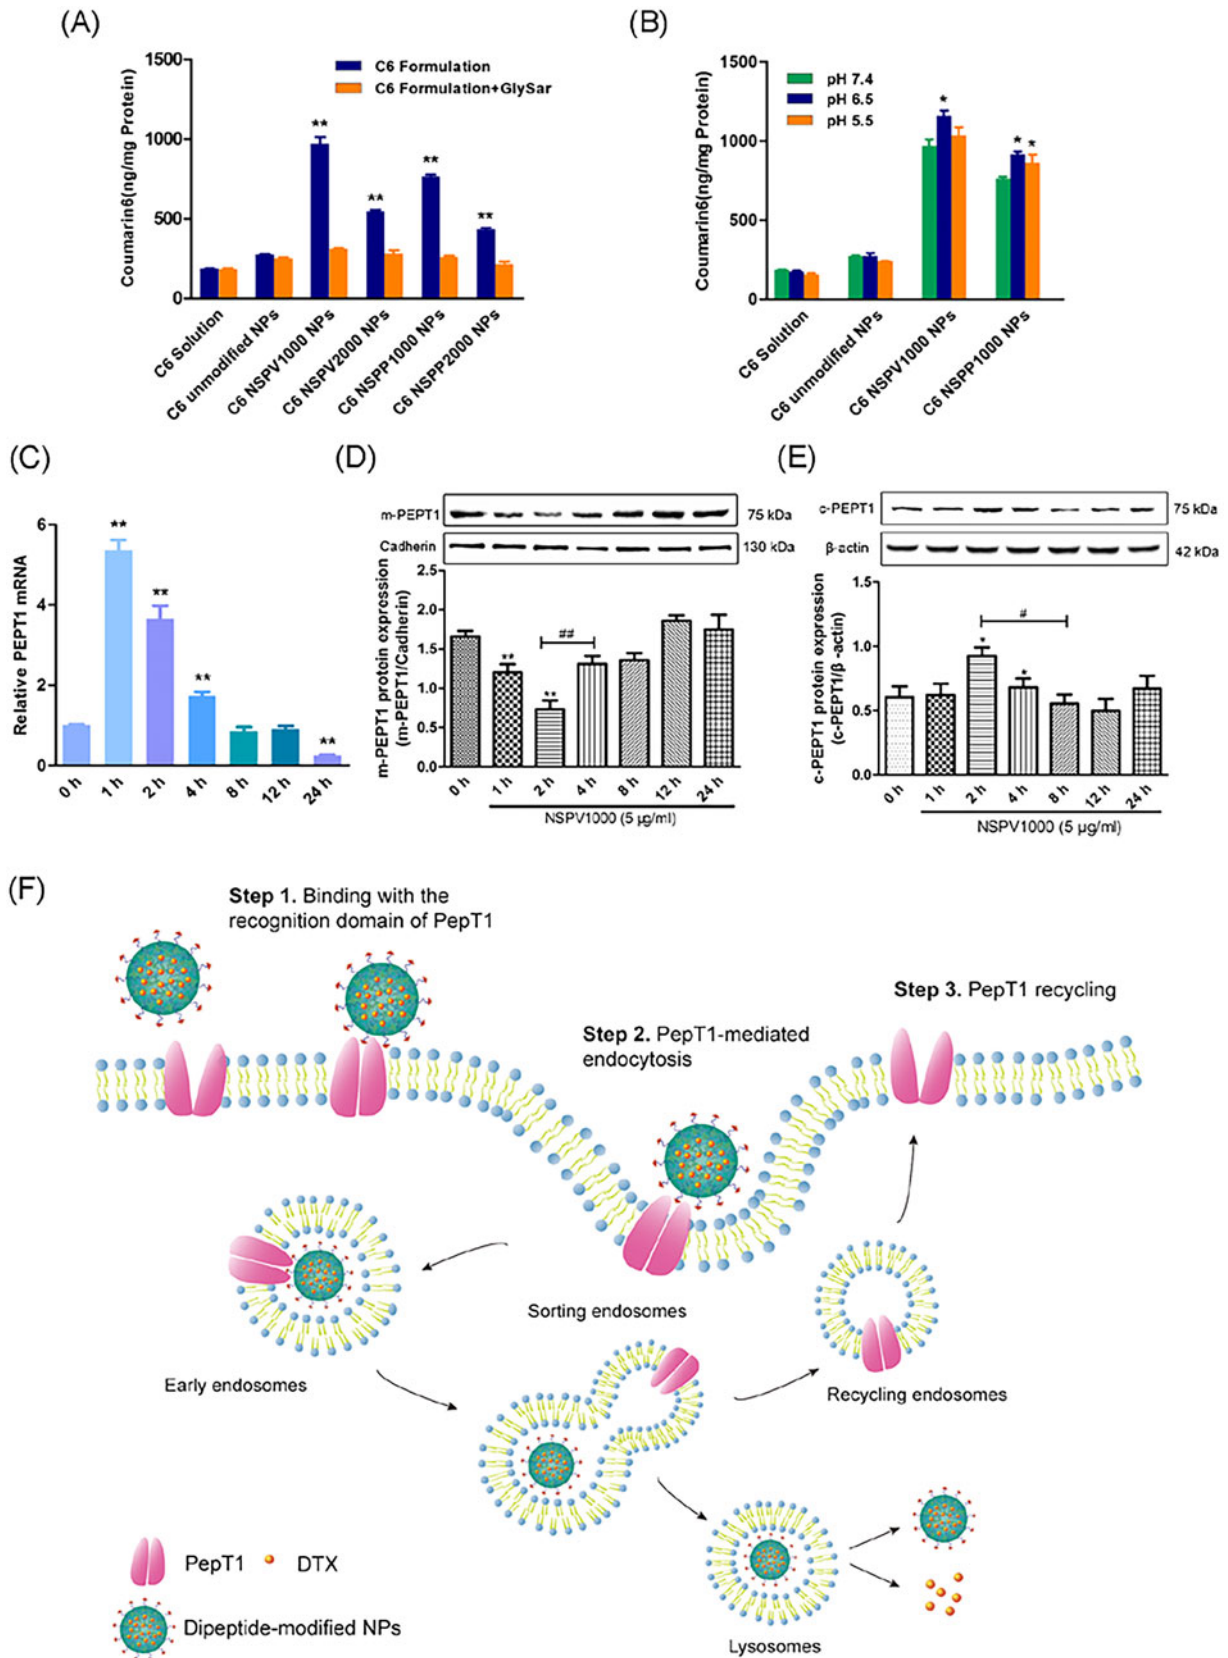 (A)
1500
1000
500
0
Coumarin6(ng/mg Protein)
C6 Formulation
C6 Formulation+GlySar
**
**
**
**
C6 Solution
C6 unmodified NPs
C6 NSPV1000 NPs
C6 NSPV2000 NPs
C6 NSPP1000 NPs
C6 NSPP2000 NPs
(B)
1500
1000
500
0
Coumarin6(ng/mg Protein)
pH 7.4
pH 6.5
pH 5.5
*
*
*
C6 Solution
C6 unmodified NPs
C6 NSPV1000 NPs
C6 NSPP1000 NPs
(C)
6
4
2
0
Relative PEPT1 mRNA
**
**
**
**
0 h
1 h
2 h
4 h
8 h
12 h
24 h
(D)
m-PEPT1
75 kDa
Cadherin
130 kDa
2.5
2.0
1.5
1.0
0.5
0.0
m-PEPT1 protein expression
(m-PEPT1/Cadherin)
**
**
##
0 h
1 h
2 h
4 h
8 h
12 h
24 h
NSPV1000 (5 µg/ml)
(E)
c-PEPT1
75 kDa
β-actin
42 kDa
1.5
1.0
0.5
0.0
c-PEPT1 protein expression
(c-PEPT1/β -actin)
*
*
#
0 h
1 h
2 h
4 h
8 h
12 h
24 h
NSPV1000 (5 µg/ml)
(F)
Step 1. Binding with the
recognition domain of PepT1
Step 2. PepT1-mediated
endocytosis
Step 3. PepT1 recycling
Early endosomes
Sorting endosomes
Recycling endosomes
Lysosomes
PepT1
DTX
Dipeptide-modified NPs